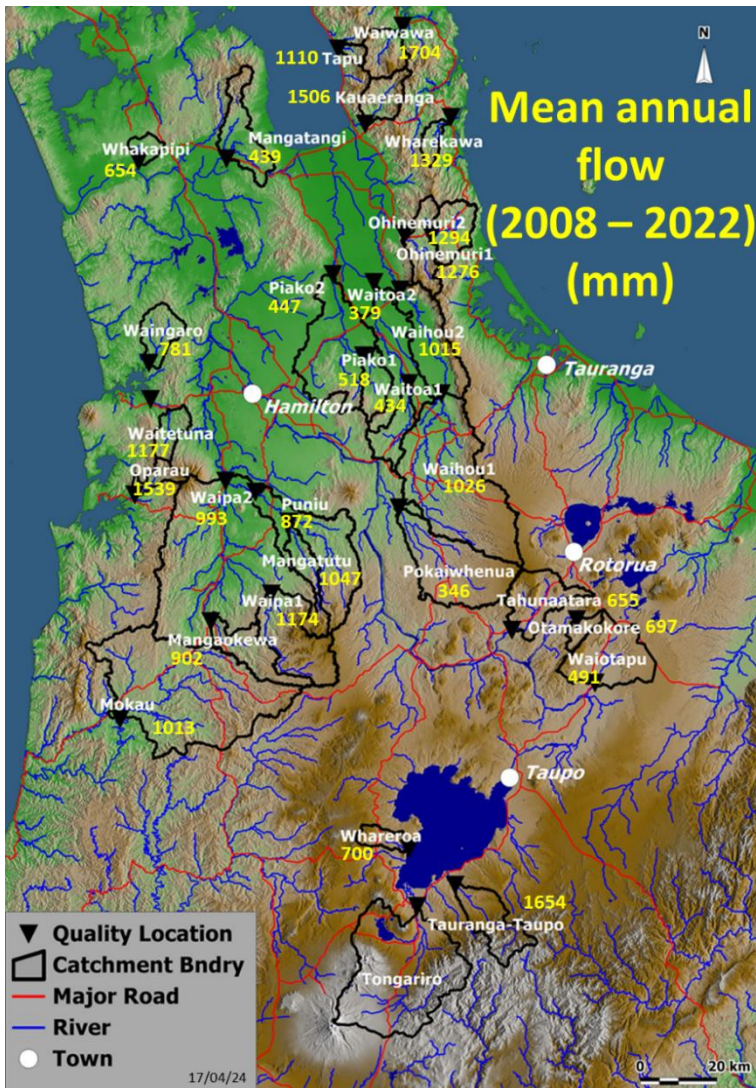 Waiwawa
1704
1110 Tapu
N
1506 Kauaeranga
Mean annual
flow
(2008 – 2022)
(mm)
Whakapipi
654
Mangatangi
439
Wharekawa
1329
Ohinemuri2
1294
Ohinemuri1
1276
Piako2
447
Waitoa2
379
Waihou2
1015
Waingaro
781
Piako1
518
Waitoa1
434
Tauranga
Hamilton
Waitetuna
1177
Oparau
1539
Waipa2
993
Puniu
872
Waihou1
1026
Rotorua
Mangatutu
1047
Pokaiwhenua
346
Waipa1
1174
Tahunaatara 655
Otamakokore 697
Mangaokewa
902
Waiotapu
491
Mokau
1013
Taupo
Whareroa
700
1654
Tauranga-Taupo
Tongariro
Quality Location
Catchment Bndry
Major Road
River
Town
17/04/24
0 20 km